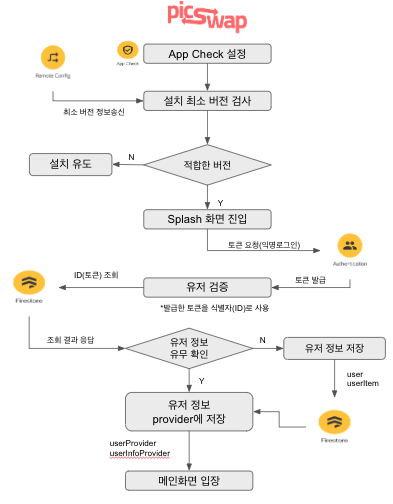 picswap
App Check 설정
Remote Config
App Check
최소 버전 정보송신
설치 최소 버전 검사
N
설치 유도
적합한 버전
Y
Splash 화면 진입
토큰 요청(익명로그인)
Authentication
ID(토큰) 조회
유저 검증
토큰 발급
Firestore
*발급한 토큰을 식별자(ID)로 사용
조회 결과 응답
유저 정보
유무 확인
N
유저 정보 저장
Y
user
userItem
유저 정보
provider에 저장
Firestore
userProvider
userInfoProvider
메인화면 입장